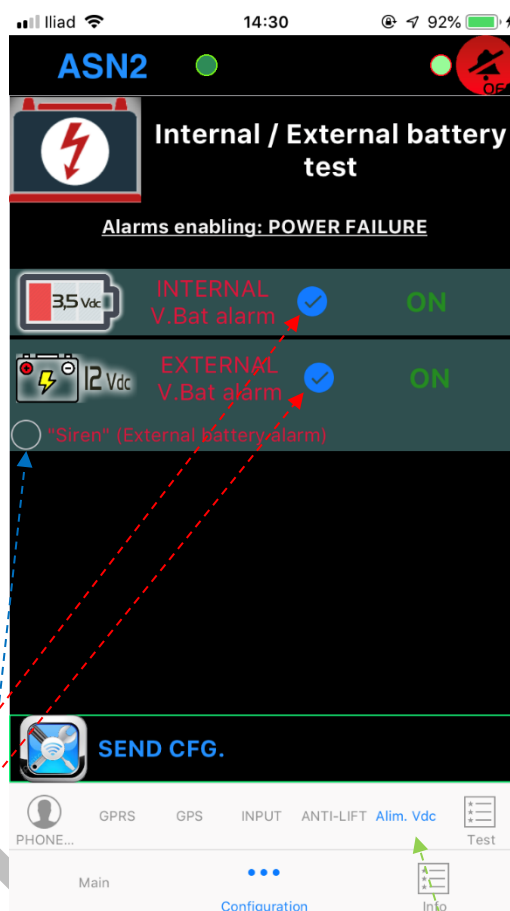 Iliad 14:30 92%
ASN2
OFF
Internal / External battery
test
Alarms enabling: POWER FAILURE
3,5 Vdc
INTERNAL
V.Bat alarm
ON
12 Vdc
EXTERNAL
V.Bat alarm
ON
"Siren" (External battery alarm)
SEND CFG.
PHONE...
GPRS
GPS
INPUT
ANTI-LIFT
Alim. Vdc
Test
Main
Configuration
Info